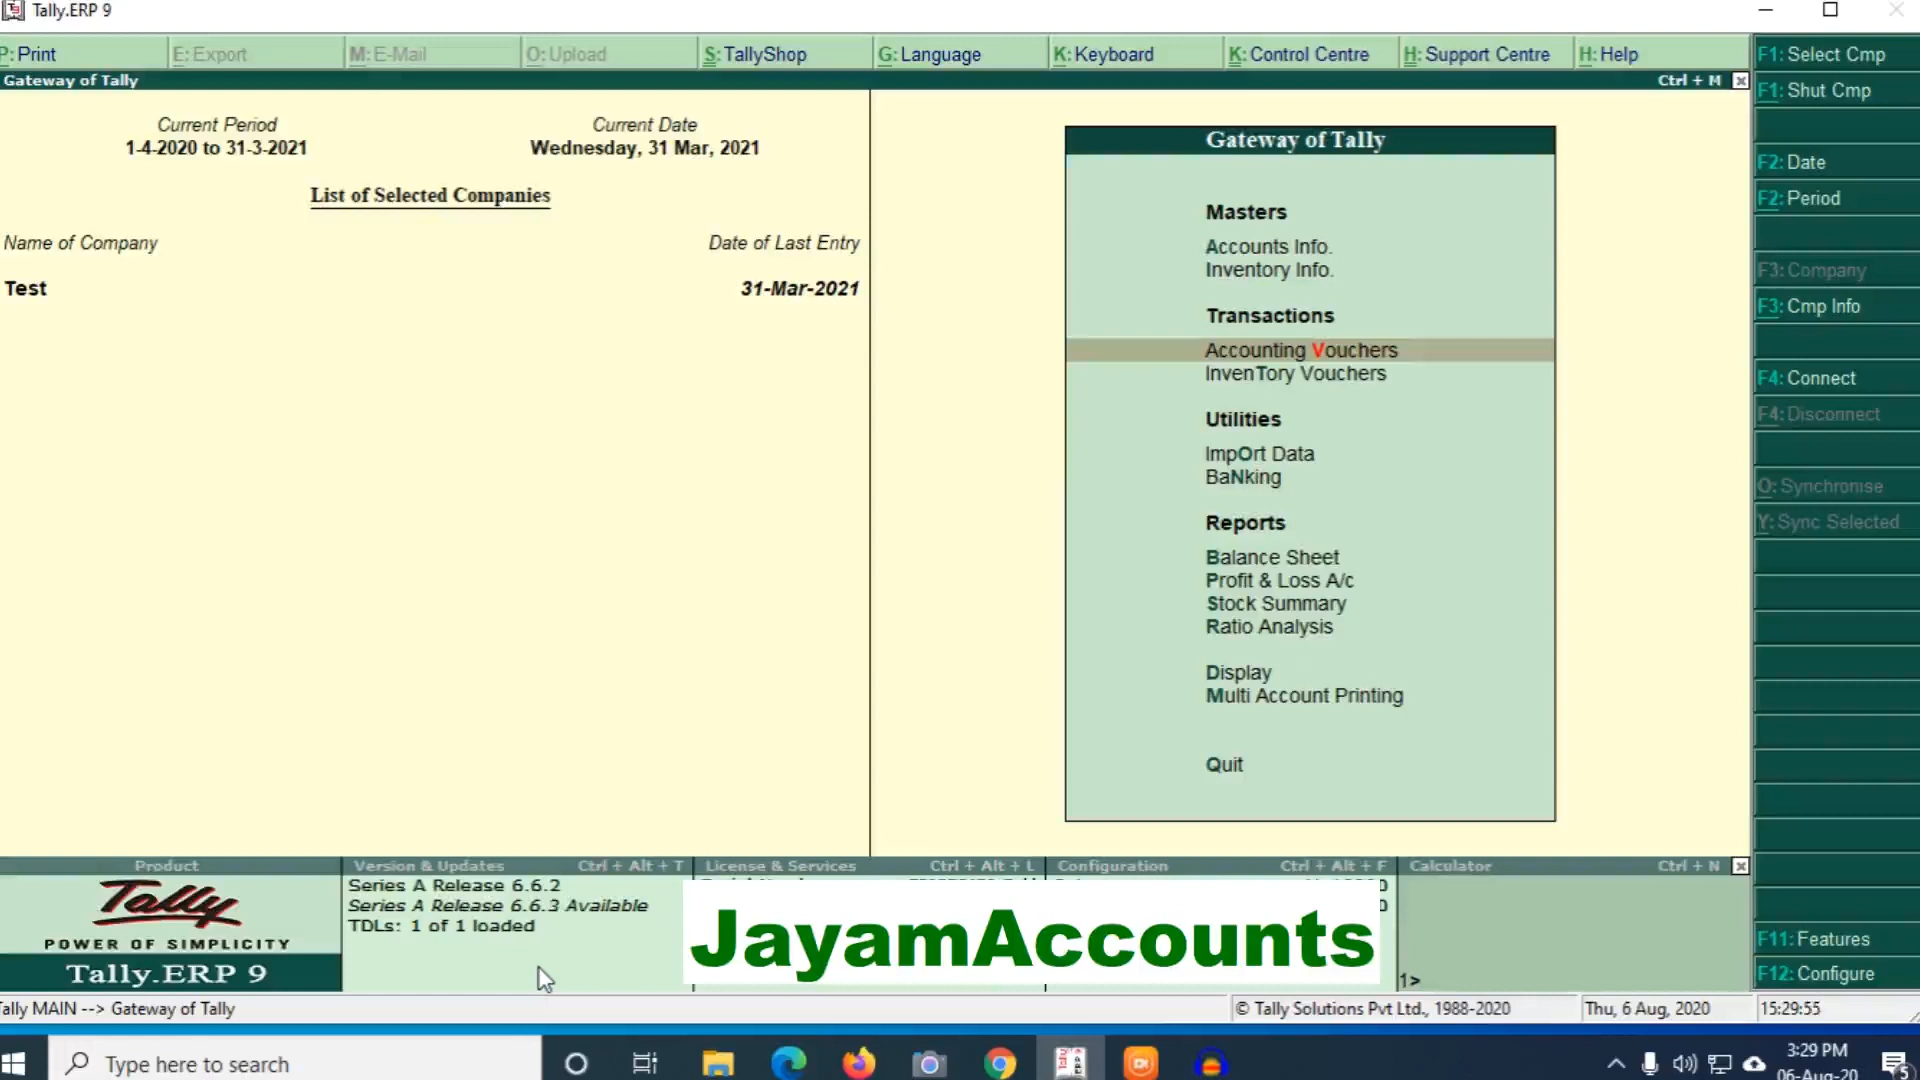 Tally.ERP 9
P: Print
E: Export
M: E-Mail
O: Upload
S: TallyShop
G: Language
K: Keyboard
K: Control Centre
H: Support Centre
H: Help
Gateway of Tally
Ctrl + M
Current Period
1-4-2020 to 31-3-2021
Current Date
Wednesday, 31 Mar, 2021
List of Selected Companies
Name of Company
Date of Last Entry
Test
31-Mar-2021
Gateway of Tally
Masters
Accounts Info.
Inventory Info.
Transactions
Accounting Vouchers
InvenTory Vouchers
Utilities
ImpOrt Data
BaNking
Reports
Balance Sheet
Profit & Loss A/c
Stock Summary
Ratio Analysis
Display
Multi Account Printing
Quit
F1: Select Cmp
F1: Shut Cmp
F2: Date
F2: Period
F3: Company
F3: Cmp Info
F4: Connect
F4: Disconnect
O: Synchronise
Y: Sync Selected
F11: Features
F12: Configure
Product
Tally
POWER OF SIMPLICITY
Tally.ERP 9
Version & Updates Ctrl + Alt + T
Series A Release 6.6.2
Series A Release 6.6.3 Available
TDLs: 1 of 1 loaded
License & Services Ctrl + Alt + L
Configuration Ctrl + Alt + F
Calculator Ctrl + N
1>
JayamAccounts
Tally MAIN --> Gateway of Tally
© Tally Solutions Pvt Ltd., 1988-2020
Thu, 6 Aug, 2020
15:29:55
Type here to search
3:29 PM
06-Aug-20
5